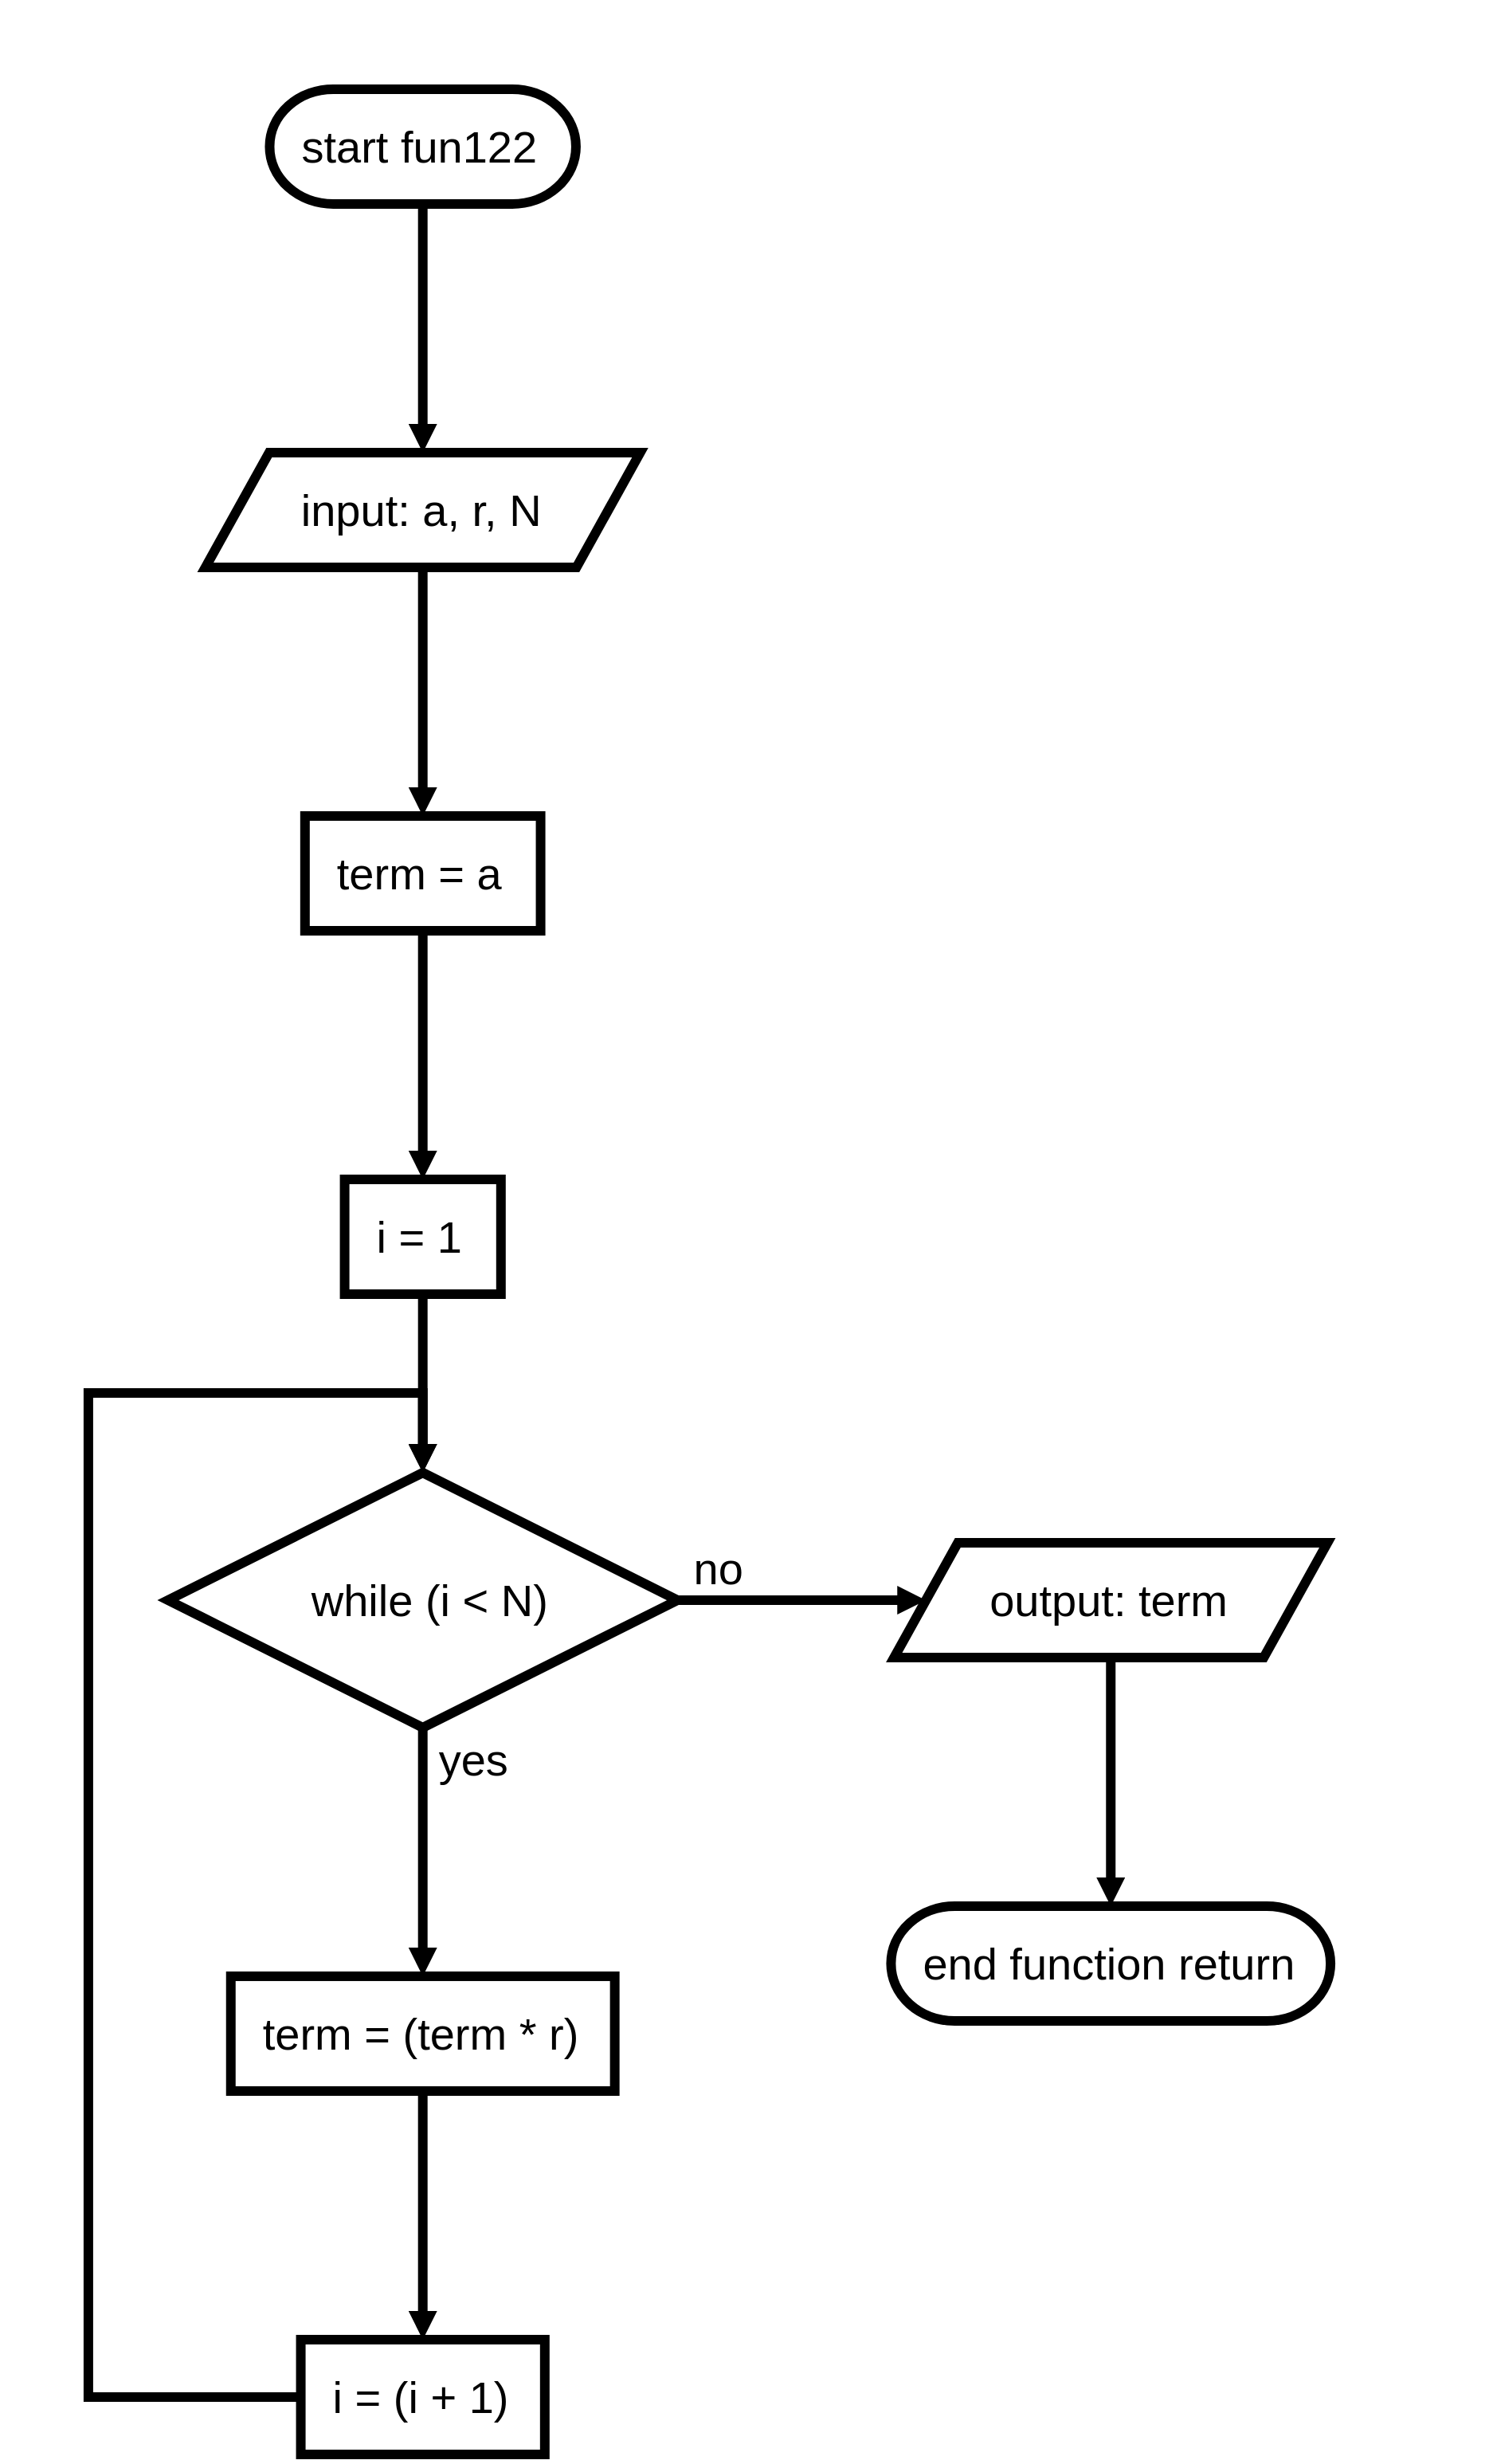 start fun122
input: a, r, N
term = a
i = 1
while (i < N)
no
output: term
yes
end function return
term = (term * r)
i = (i + 1)